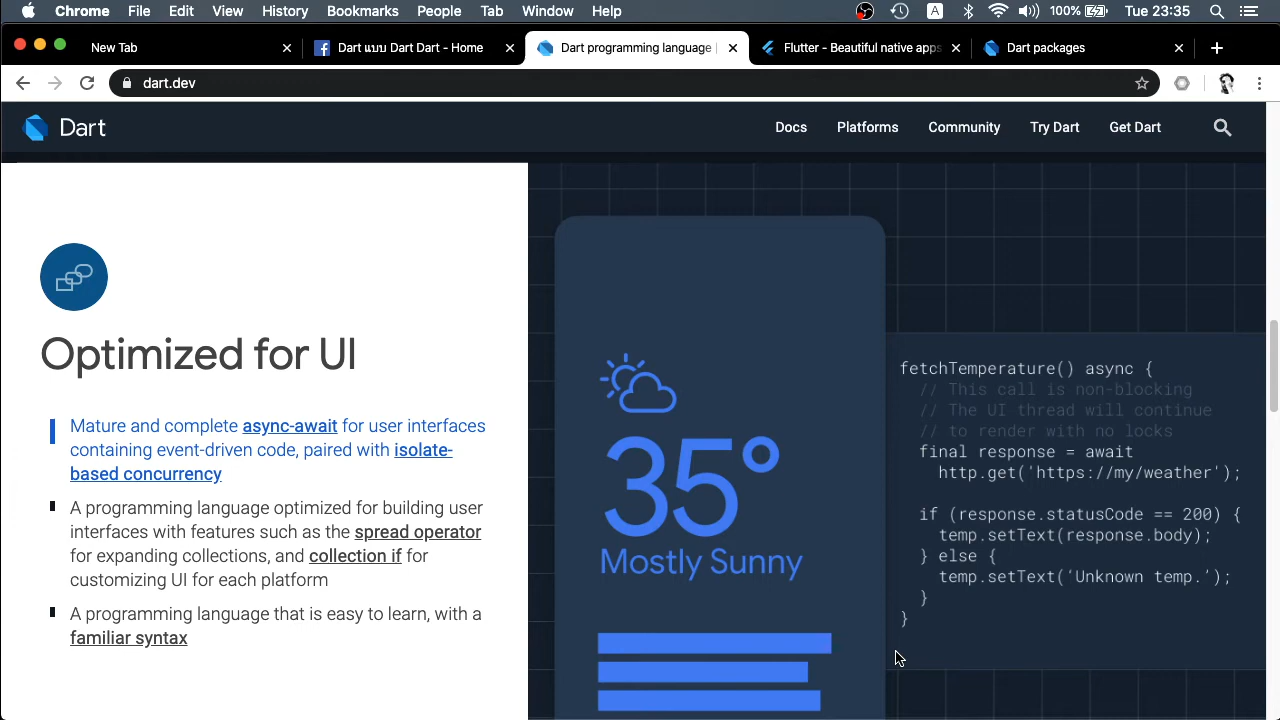 Chrome File Edit View History Bookmarks People Tab Window Help A 100% Tue 23:35
New Tab Dart แบบ Dart Dart - Home Dart programming language Flutter - Beautiful native apps Dart packages
dart.dev
Dart Docs Platforms Community Try Dart Get Dart
Optimized for UI
Mature and complete async-await for user interfaces
containing event-driven code, paired with isolate-
based concurrency
A programming language optimized for building user
interfaces with features such as the spread operator
for expanding collections, and collection if for
customizing UI for each platform
A programming language that is easy to learn, with a
familiar syntax
35°
Mostly Sunny
fetchTemperature() async {
// This call is non-blocking
// The UI thread will continue
// to render with no locks
final response = await
http.get('https://my/weather');
if (response.statusCode == 200) {
temp.setText(response.body);
} else {
temp.setText(‘Unknown temp.’);
}
}